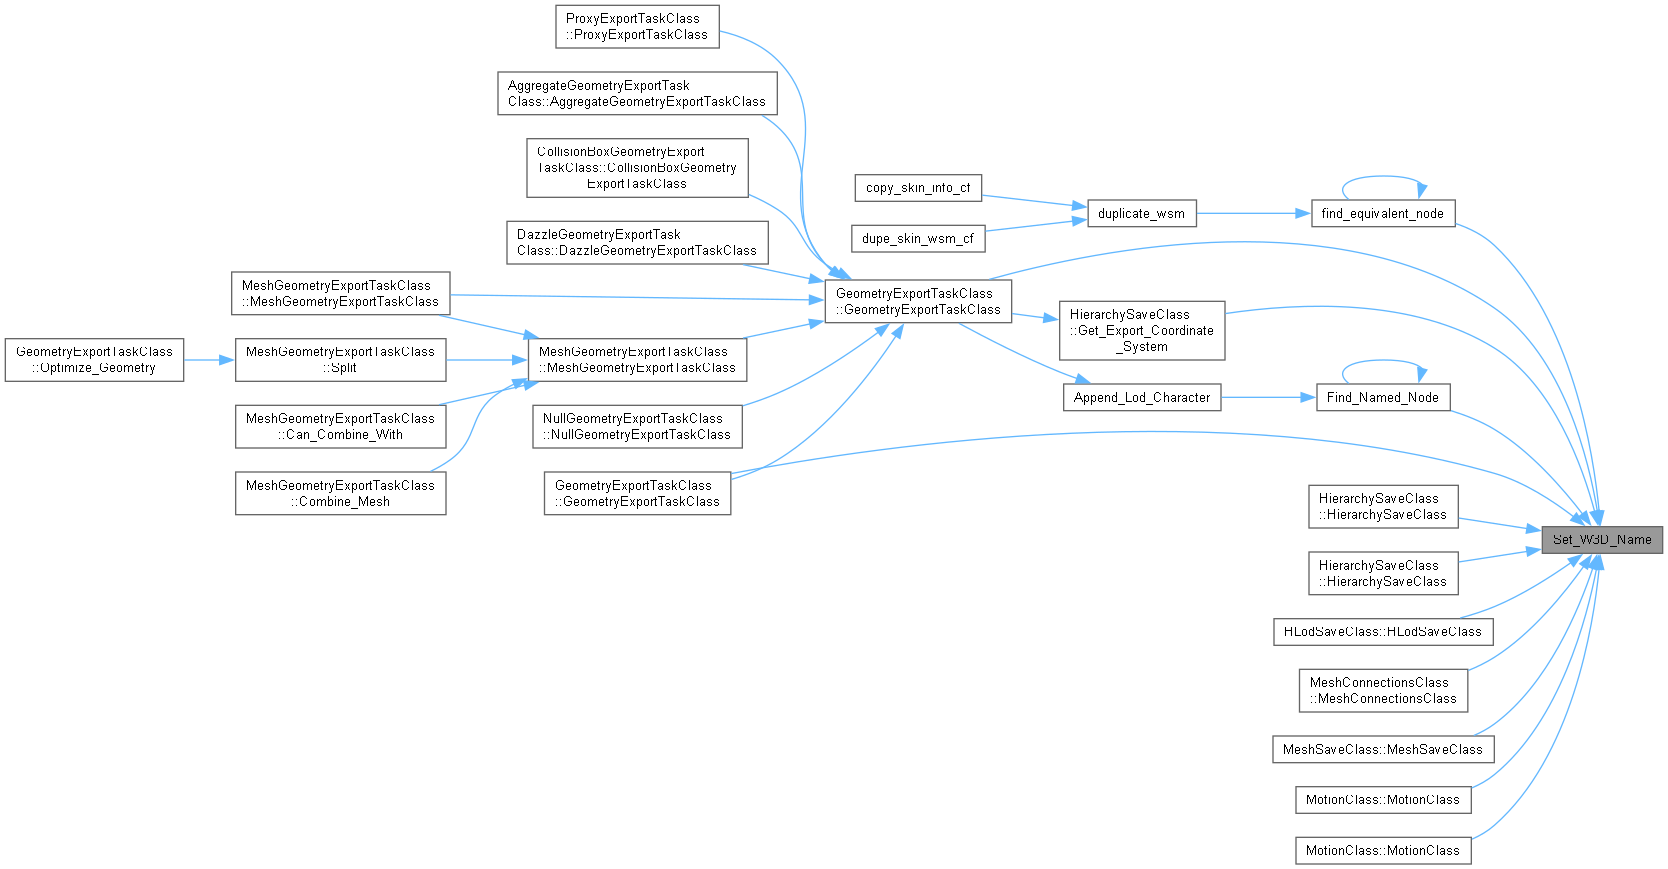 ProxyExportTaskClass
::ProxyExportTaskClass
AggregateGeometryExportTask
Class::AggregateGeometryExportTaskClass
CollisionBoxGeometryExport
TaskClass::CollisionBoxGeometry
ExportTaskClass
DazzleGeometryExportTask
Class::DazzleGeometryExportTaskClass
MeshGeometryExportTaskClass
::MeshGeometryExportTaskClass
GeometryExportTaskClass
::Optimize_Geometry
MeshGeometryExportTaskClass
::Split
MeshGeometryExportTaskClass
::Can_Combine_With
MeshGeometryExportTaskClass
::Combine_Mesh
MeshGeometryExportTaskClass
::MeshGeometryExportTaskClass
NullGeometryExportTaskClass
::NullGeometryExportTaskClass
GeometryExportTaskClass
::GeometryExportTaskClass
copy_skin_info_cf
dupe_skin_wsm_cf
duplicate_wsm
find_equivalent_node
GeometryExportTaskClass
::GeometryExportTaskClass
HierarchySaveClass
::Get_Export_Coordinate
_System
Append_Lod_Character
Find_Named_Node
HierarchySaveClass
::HierarchySaveClass
Set_W3D_Name
HierarchySaveClass
::HierarchySaveClass
HLodSaveClass::HLodSaveClass
MeshConnectionsClass
::MeshConnectionsClass
MeshSaveClass::MeshSaveClass
MotionClass::MotionClass
MotionClass::MotionClass